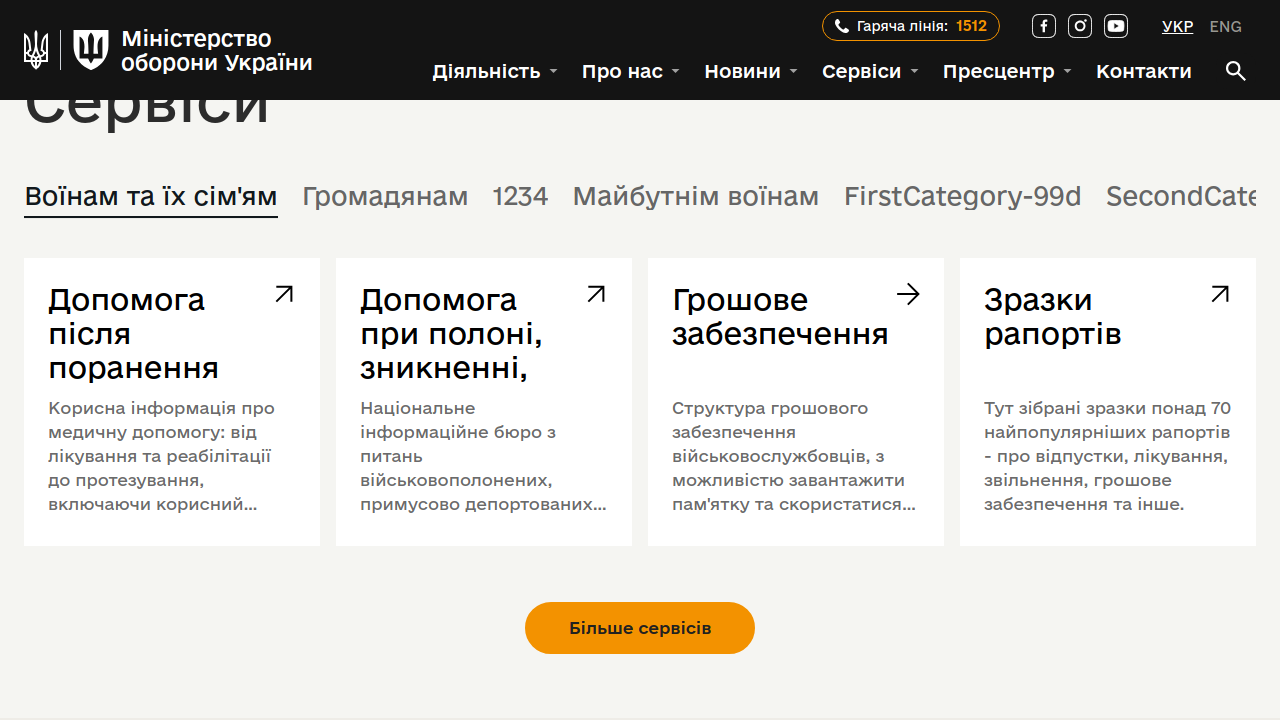 Міністерство
оборони України
Гаряча лінія: 1512
УКР ENG
Діяльність Про нас Новини Сервіси Пресцентр Контакти
Сервіси
Воїнам та їх сім'ям Громадянам 1234 Майбутнім воїнам FirstCategory-99d SecondCate
Допомога
після
поранення
Корисна інформація про
медичну допомогу: від
лікування та реабілітації
до протезування,
включаючи корисний...
Допомога
при полоні,
зникненні,
Національне
інформаційне бюро з
питань
військовополонених,
примусово депортованих...
Грошове
забезпечення
Структура грошового
забезпечення
військовослужбовців, з
можливістю завантажити
пам'ятку та скористатися...
Зразки
рапортів
Тут зібрані зразки понад 70
найпопулярніших рапортів
- про відпустки, лікування,
звільнення, грошове
забезпечення та інше.
Більше сервісів